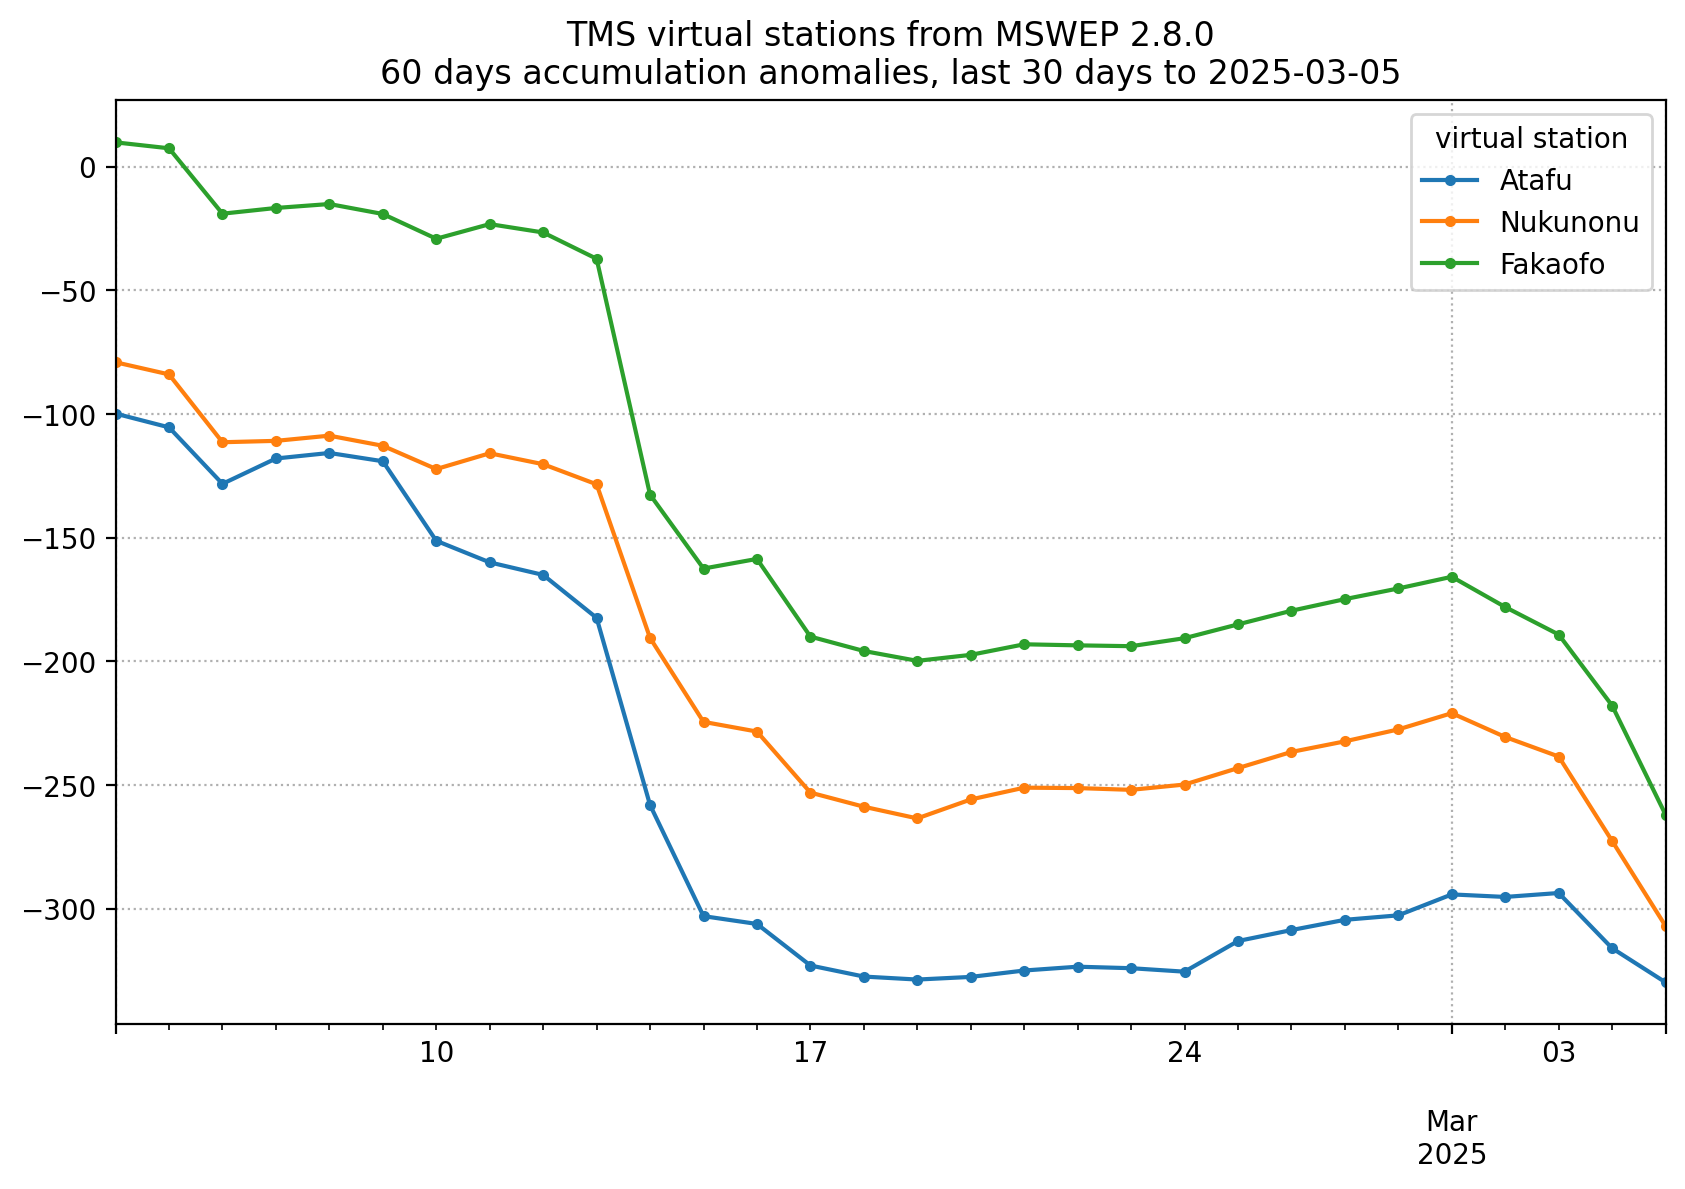 TMS virtual stations from MSWEP 2.8.0
60 days accumulation anomalies, last 30 days to 2025-03-05
virtual station
Atafu
Nukunonu
Fakaofo
0
−50
−100
−150
−200
−250
−300
10 17 24 03
Mar
2025